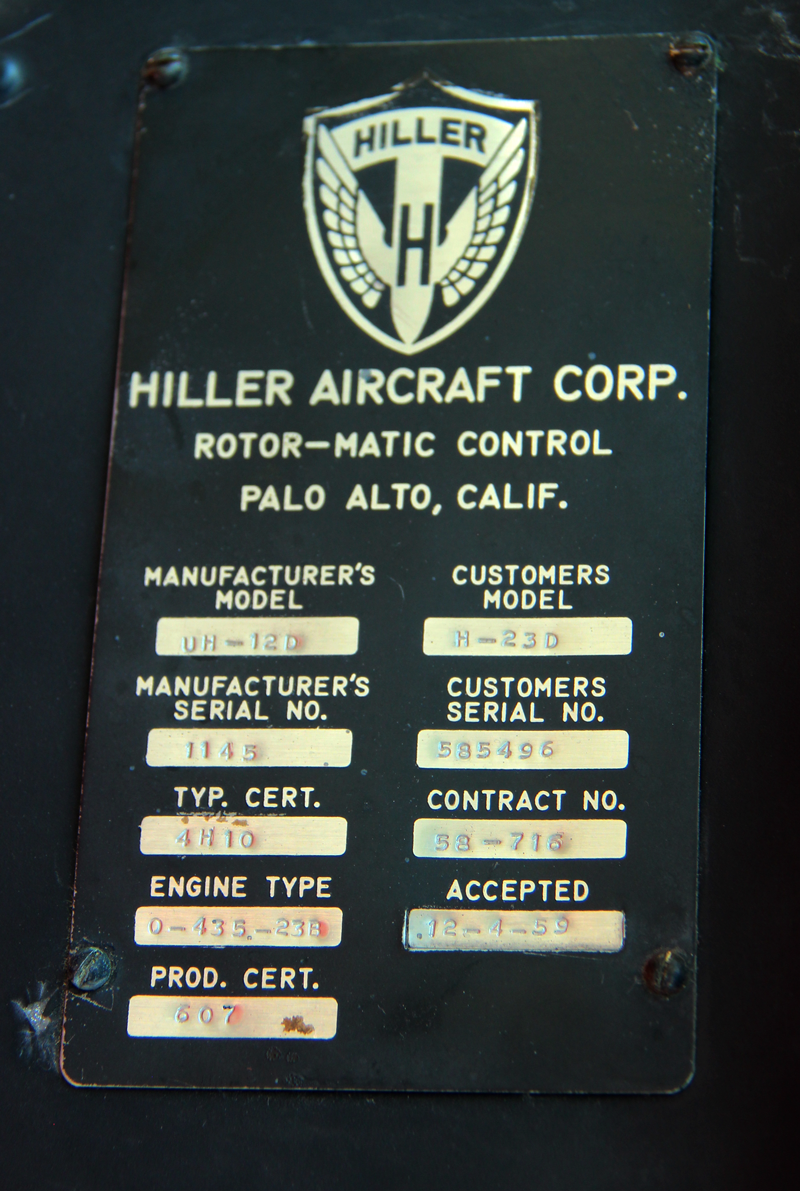 HILLER
H
HILLER AIRCRAFT CORP.
ROTOR-MATIC CONTROL
PALO ALTO, CALIF.
MANUFACTURER'S
MODEL
UH-12D
CUSTOMERS
MODEL
H-23D
MANUFACTURER'S
SERIAL NO.
1145
CUSTOMERS
SERIAL NO.
585496
TYP. CERT.
4H10
CONTRACT NO.
58-716
ENGINE TYPE
O-435-23B
ACCEPTED
12-4-59
PROD. CERT.
607